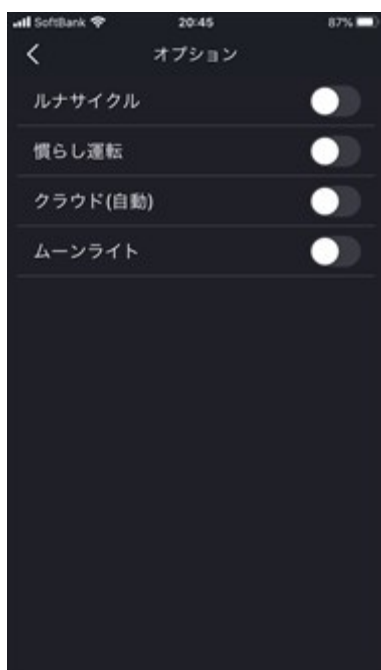 SoftBank 20:45 87%
オプション
ルナサイクル
慣らし運転
クラウド(自動)
ムーンライト